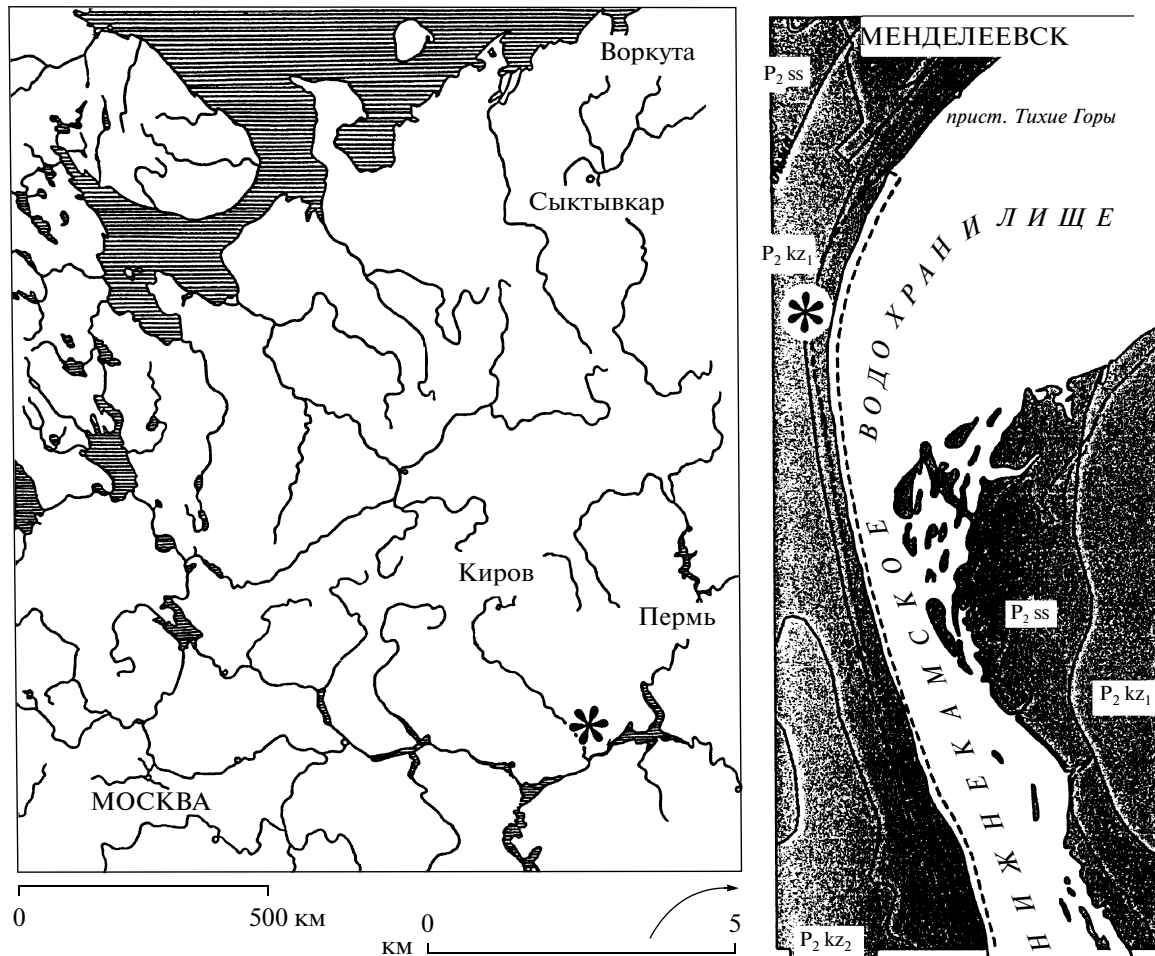 Воркута
Сыктывкар
Киров
Пермь
МОСКВА
0
500 км
0
5
км
МЕНДЕЛЕЕВСК
P₂ ss
прист. Тихие Горы
P₂ kz₁
НИЖНЕКАМСКОЕ ВОДОХРАНИЛИЩЕ
P₂ ss
P₂ kz₁
P₂ kz₂